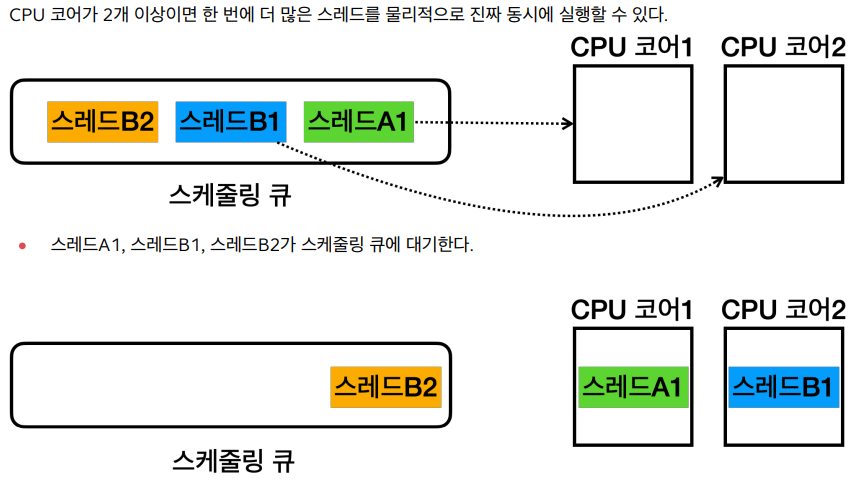 CPU 코어가 2개 이상이면 한 번에 더 많은 스레드를 물리적으로 진짜 동시에 실행할 수 있다.
CPU 코어1 CPU 코어2
스레드B2 스레드B1 스레드A1
스케줄링 큐
• 스레드A1, 스레드B1, 스레드B2가 스케줄링 큐에 대기한다.
CPU 코어1 CPU 코어2
스레드B2 스레드A1 스레드B1
스케줄링 큐